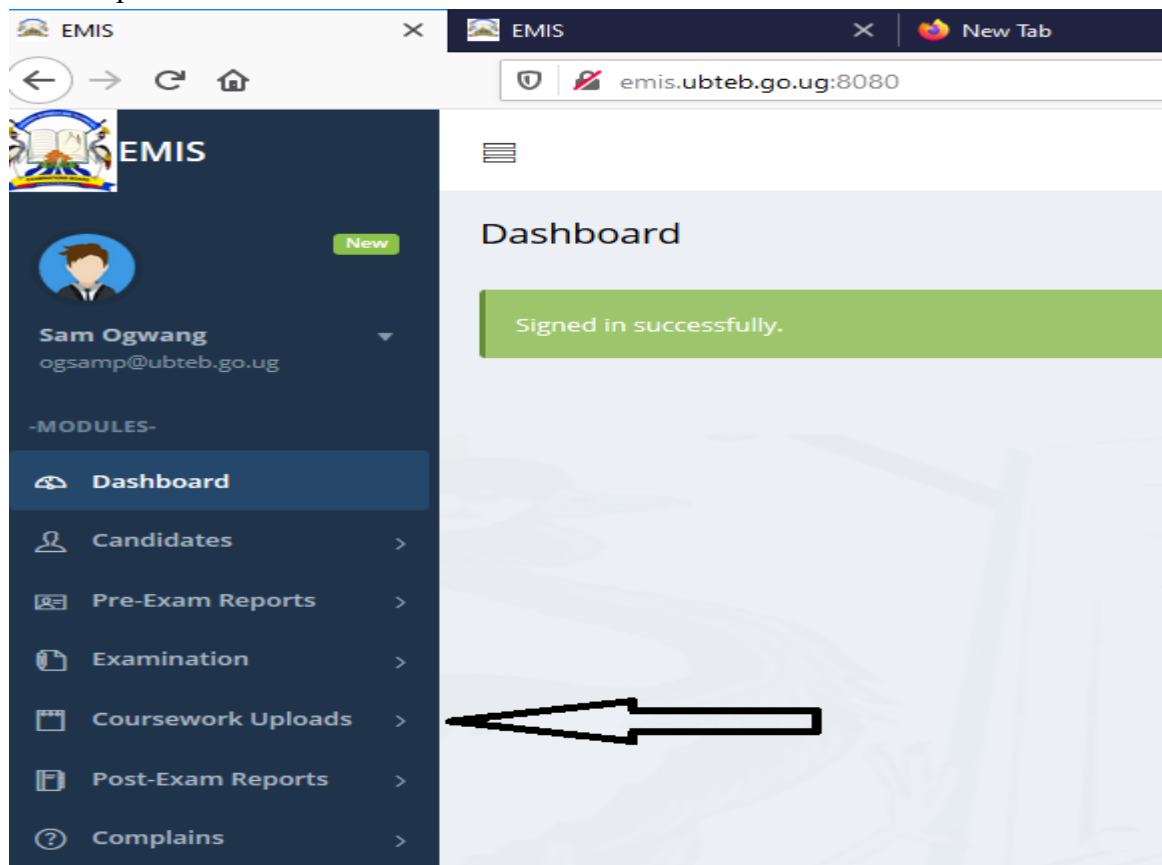 EMIS
EMIS
New Tab
emis.ubteb.go.ug:8080
EMIS
New
Sam Ogwang
ogsamp@ubteb.go.ug
-MODULES-
Dashboard
Candidates
Pre-Exam Reports
Examination
Coursework Uploads
Post-Exam Reports
Complains
Dashboard
Signed in successfully.